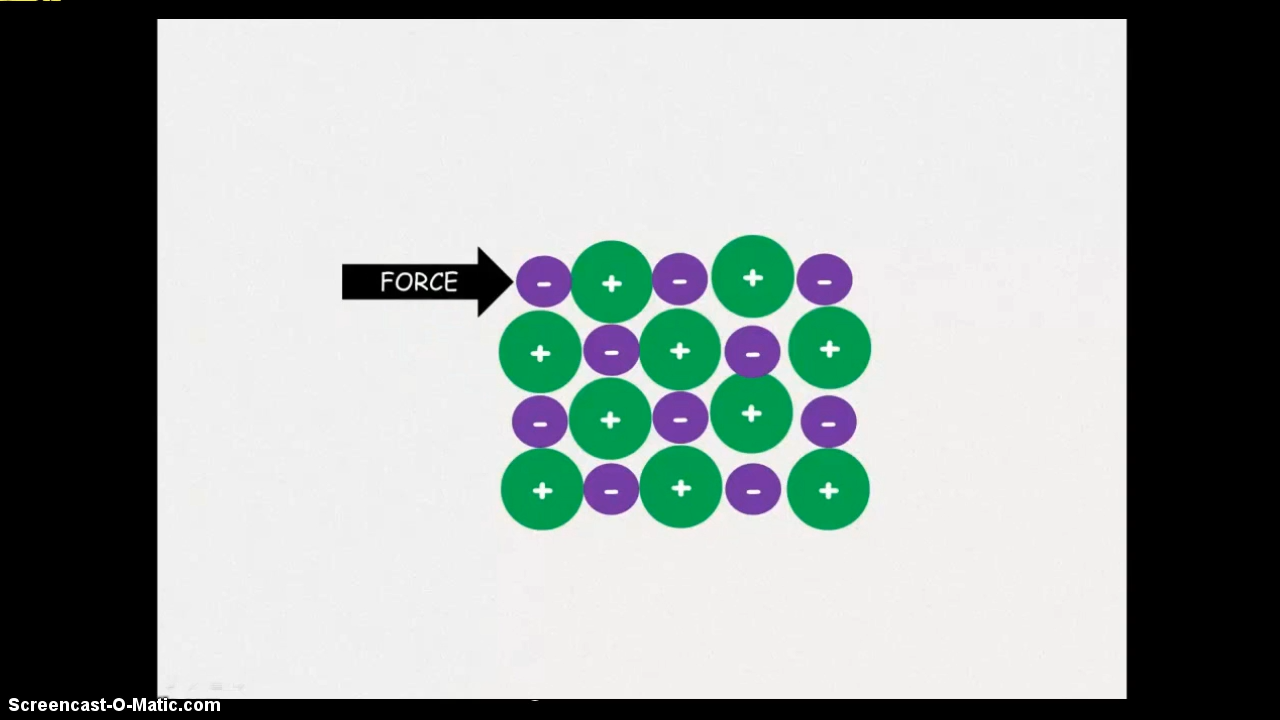 FORCE
- + - + -
+ - + - +
- + - + -
+ - + - +
Screencast-O-Matic.com